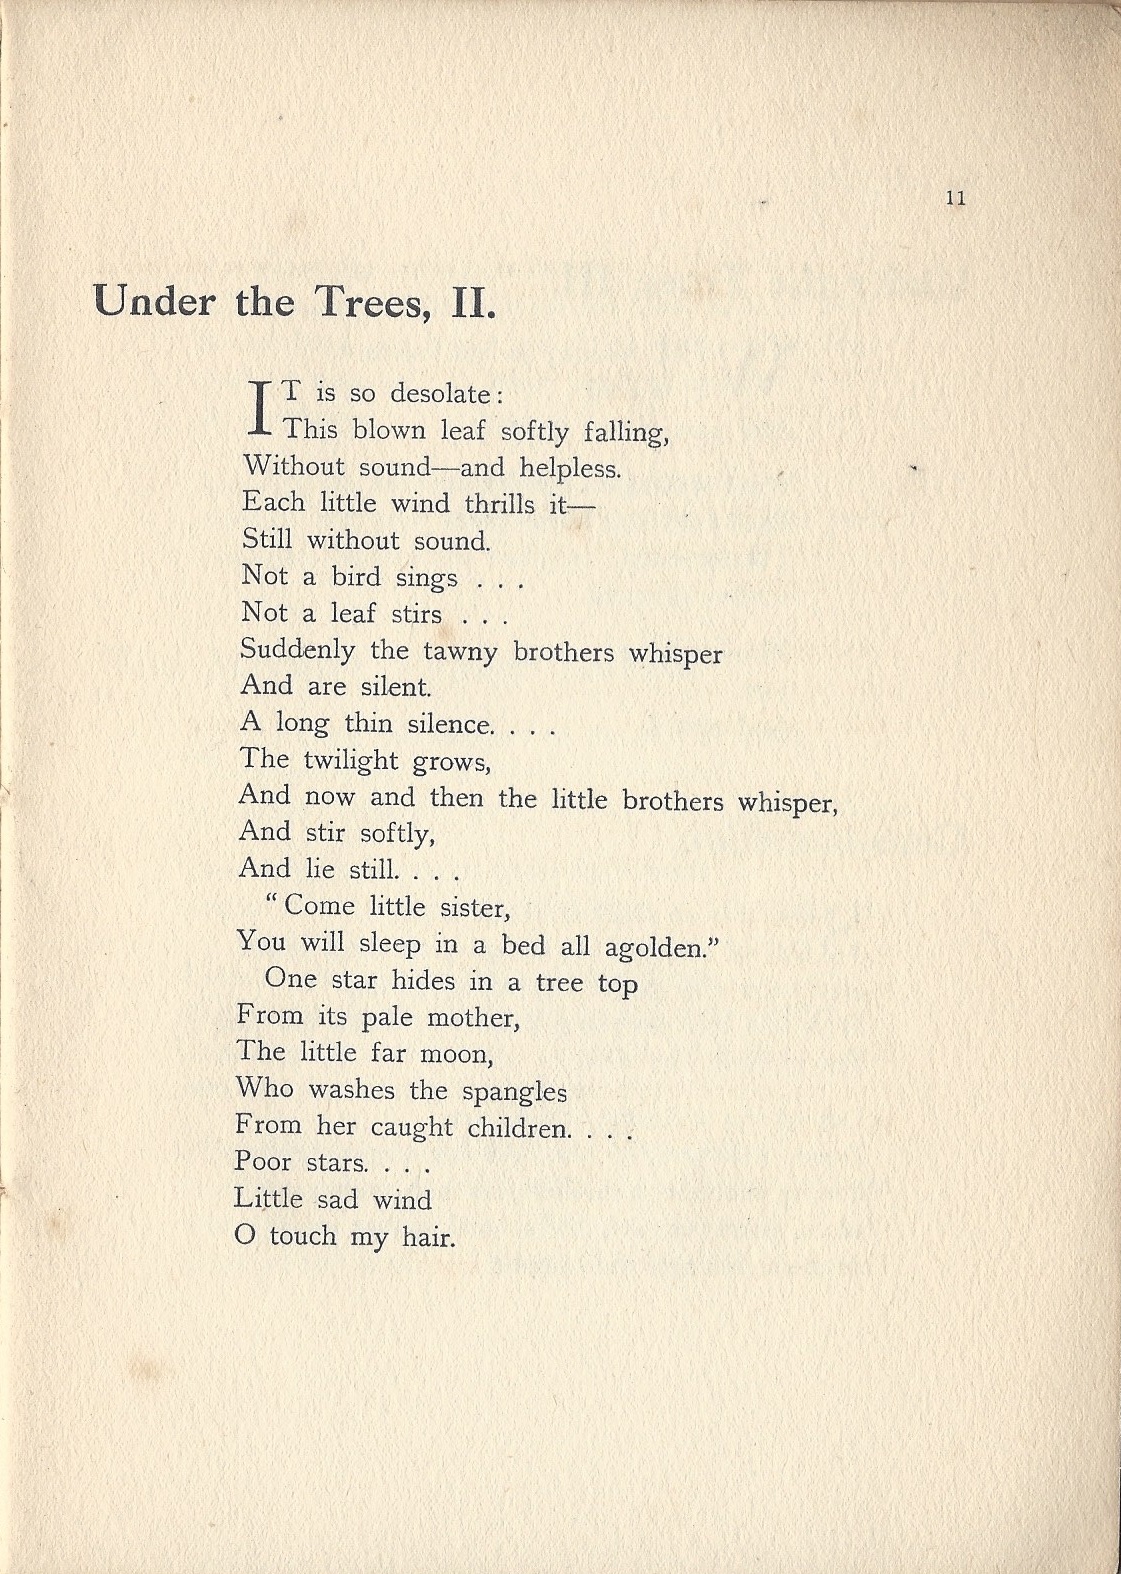 11
Under the Trees, II.
IT is so desolate:
This blown leaf softly falling,
Without sound—and helpless.
Each little wind thrills it—
Still without sound.
Not a bird sings . . .
Not a leaf stirs . . .
Suddenly the tawny brothers whisper
And are silent.
A long thin silence. . . .
The twilight grows,
And now and then the little brothers whisper,
And stir softly,
And lie still. . . .
“Come little sister,
You will sleep in a bed all agolden.”
One star hides in a tree top
From its pale mother,
The little far moon,
Who washes the spangles
From her caught children. . . .
Poor stars. . . .
Little sad wind
O touch my hair.